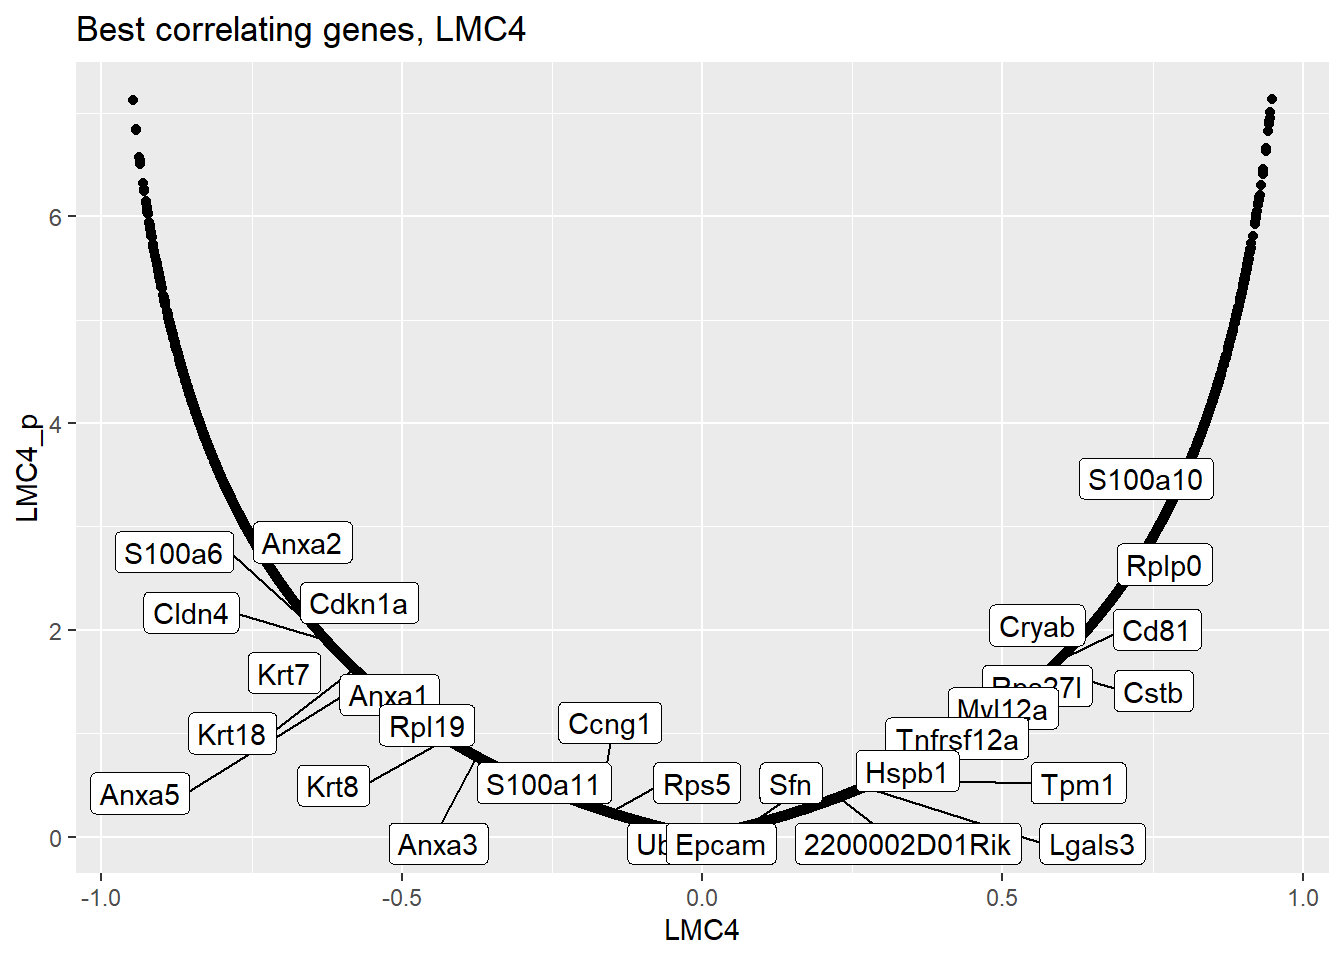 Best correlating genes, LMC4
LMC4_p
6
4
2
0
S100a10
Anxa2
S100a6
Rplp0
Cdkn1a
Cldn4
Cryab
Cd81
Krt7
Anxa1
Cstb
Myl12a
Rpl19
Ccng1
Krt18
Tnfrsf12a
Hspb1
Krt8
S100a11
Rps5
Sfn
Tpm1
Anxa5
Anxa3
Epcam
2200002D01Rik
Lgals3
-1.0
-0.5
0.0
0.5
1.0
LMC4